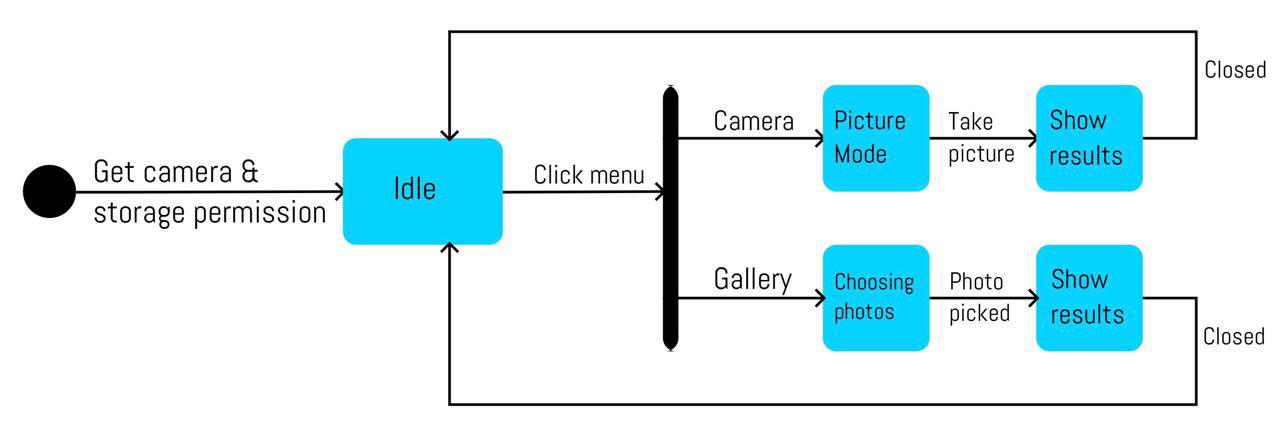 Get camera &
storage permission
Idle
Click menu
Camera
Picture
Mode
Take
picture
Show
results
Closed
Gallery
Choosing
photos
Photo
picked
Show
results
Closed